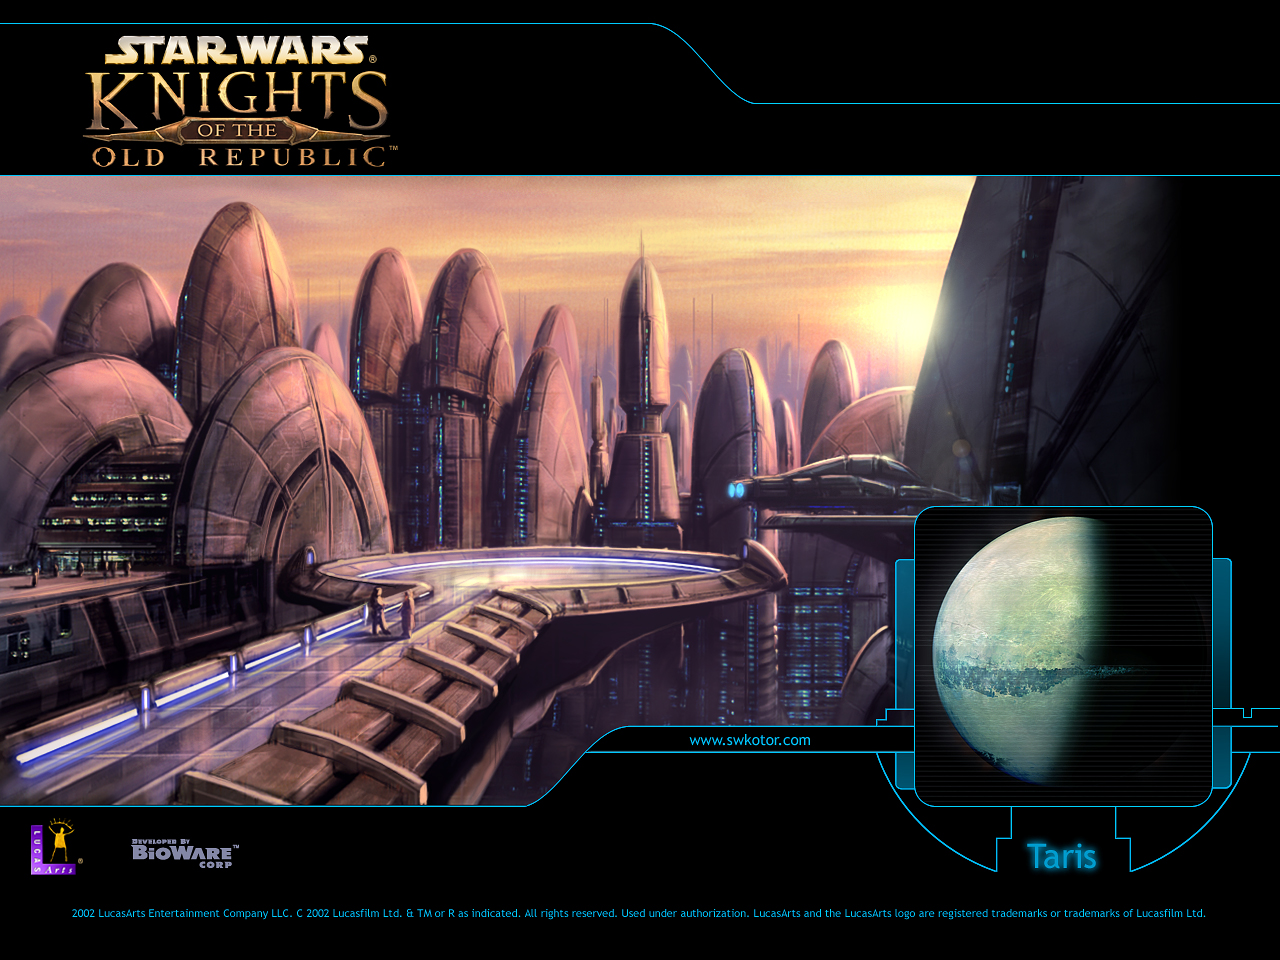 STAR WARS®
KNIGHTS
OF THE
OLD REPUBLIC™
www.swkotor.com
Taris
LUCAS
Arts ®
DEVELOPED BY
BIOWARE™
CORP
2002 LucasArts Entertainment Company LLC. C 2002 Lucasfilm Ltd. & TM or R as indicated. All rights reserved. Used under authorization. LucasArts and the LucasArts logo are registered trademarks or trademarks of Lucasfilm Ltd.